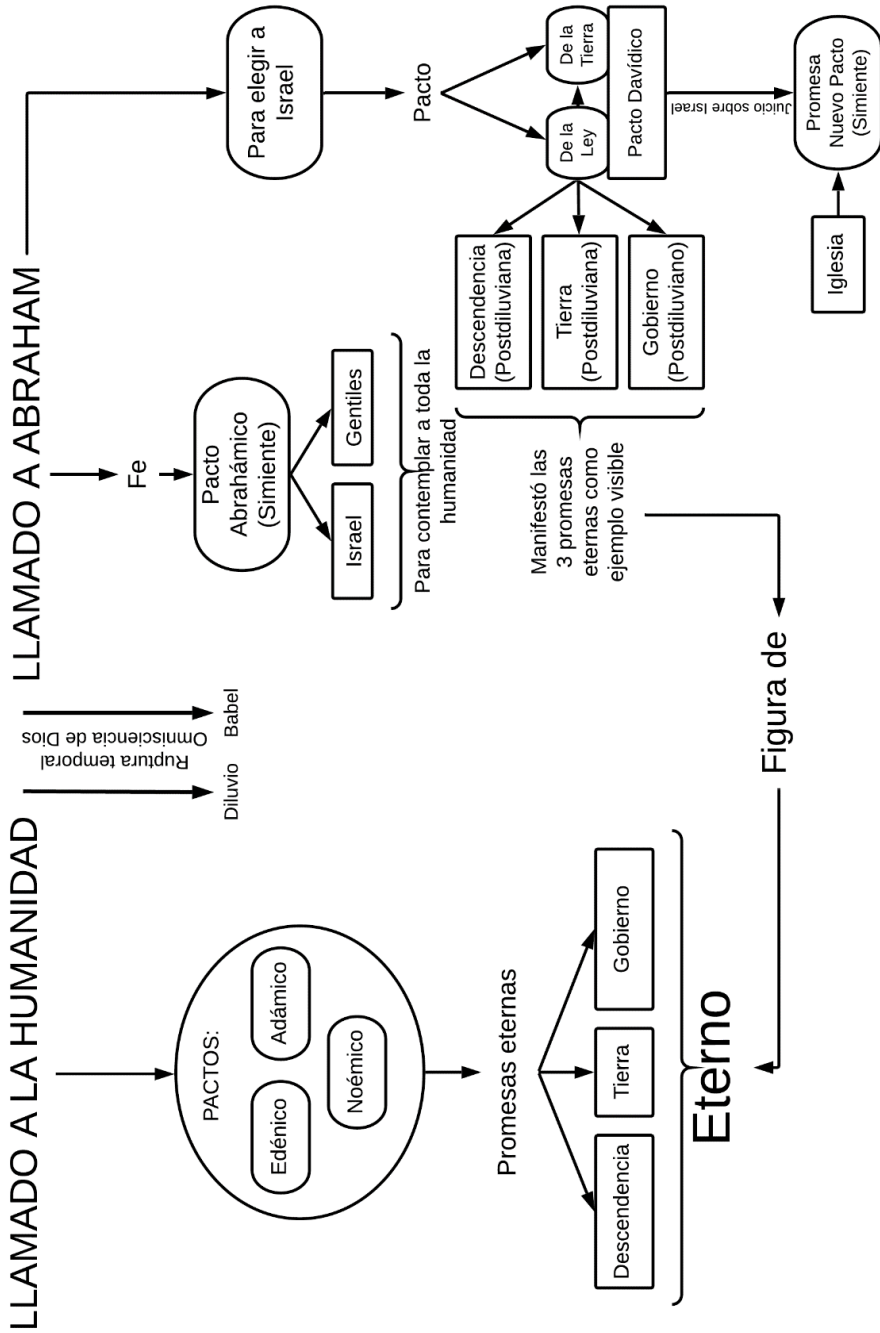 LLAMADO A LA HUMANIDAD
PACTOS:
Edénico
Adámico
Noémico
Promesas eternas
Descendencia
Tierra
Gobierno
Eterno
Diluvio
Ruptura temporal
Omnisciencia de Dios
Babel
LLAMADO A ABRAHAM
Fe
Pacto
Abrahámico
(Simiente)
Israel
Gentiles
Para contemplar a toda la
humanidad
Para elegir a
Israel
Pacto
De la
Ley
De la
Tierra
Pacto Davídico
Descendencia
(Postdiluviana)
Tierra
(Postdiluviana)
Gobierno
(Postdiluviano)
Manifestó las
3 promesas
eternas como
ejemplo visible
Figura de
Juicio sobre Israel
Iglesia
Promesa
Nuevo Pacto
(Simiente)